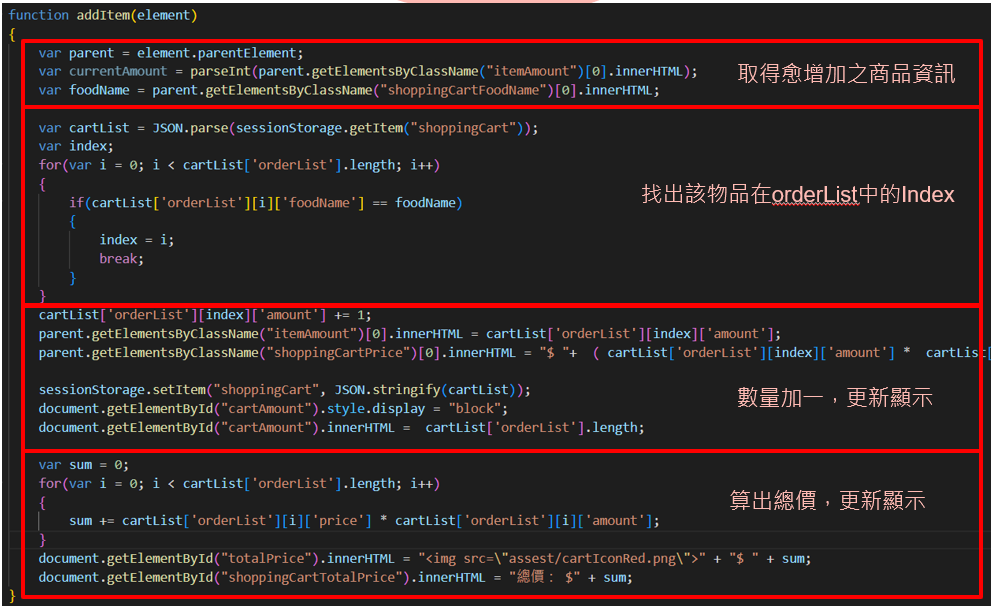 function addItem(element)
{
var parent = element.parentElement;
var currentAmount = parseInt(parent.getElementsByClassName("itemAmount")[0].innerHTML);
var foodName = parent.getElementsByClassName("shoppingCartFoodName")[0].innerHTML;
取得愈增加之商品資訊
var cartList = JSON.parse(sessionStorage.getItem("shoppingCart"));
var index;
for(var i = 0; i < cartList['orderList'].length; i++)
{
if(cartList['orderList'][i]['foodName'] == foodName)
{
index = i;
break;
}
}
找出該物品在orderList中的Index
cartList['orderList'][index]['amount'] += 1;
parent.getElementsByClassName("itemAmount")[0].innerHTML = cartList['orderList'][index]['amount'];
parent.getElementsByClassName("shoppingCartPrice")[0].innerHTML = "$ "+  ( cartList['orderList'][index]['amount'] *  cartList[
sessionStorage.setItem("shoppingCart", JSON.stringify(cartList));
document.getElementById("cartAmount").style.display = "block";
document.getElementById("cartAmount").innerHTML =  cartList['orderList'].length;
數量加一，更新顯示
var sum = 0;
for(var i = 0; i < cartList['orderList'].length; i++)
{
sum += cartList['orderList'][i]['price'] * cartList['orderList'][i]['amount'];
}
document.getElementById("totalPrice").innerHTML = "<img src=\"assest/cartIconRed.png\">" + "$ " + sum;
document.getElementById("shoppingCartTotalPrice").innerHTML = "總價： $" + sum;
算出總價，更新顯示
}